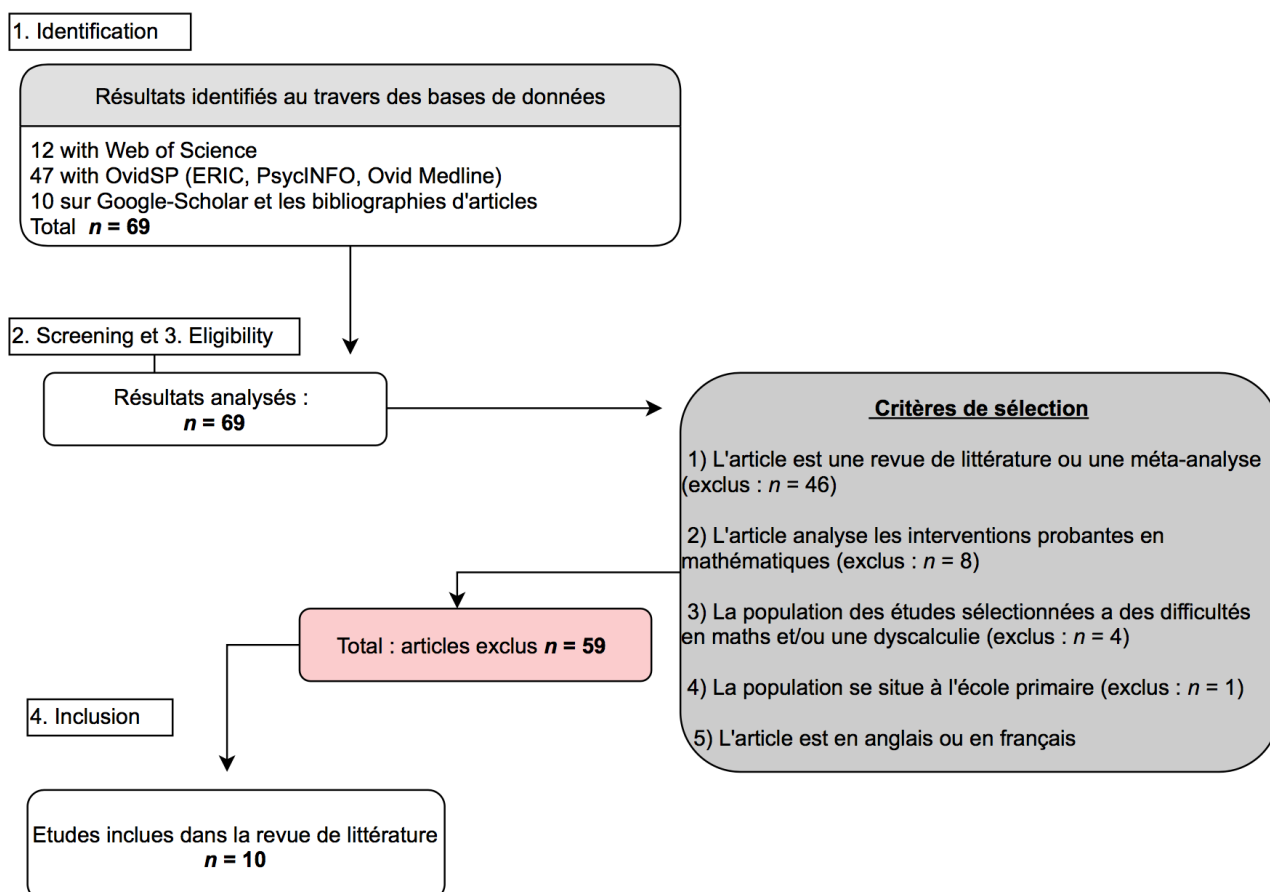 1. Identification
Résultats identifiés au travers des bases de données
12 with Web of Science
47 with OvidSP (ERIC, PsycINFO, Ovid Medline)
10 sur Google-Scholar et les bibliographies d'articles
Total n = 69
2. Screening et 3. Eligibility
Résultats analysés :
n = 69
Critères de sélection
1) L'article est une revue de littérature ou une méta-analyse
(exclus : n = 46)
2) L'article analyse les interventions probantes en
mathématiques (exclus : n = 8)
3) La population des études sélectionnées a des difficultés
en maths et/ou une dyscalculie (exclus : n = 4)
4) La population se situe à l'école primaire (exclus : n = 1)
5) L'article est en anglais ou en français
Total : articles exclus n = 59
4. Inclusion
Etudes inclues dans la revue de littérature
n = 10